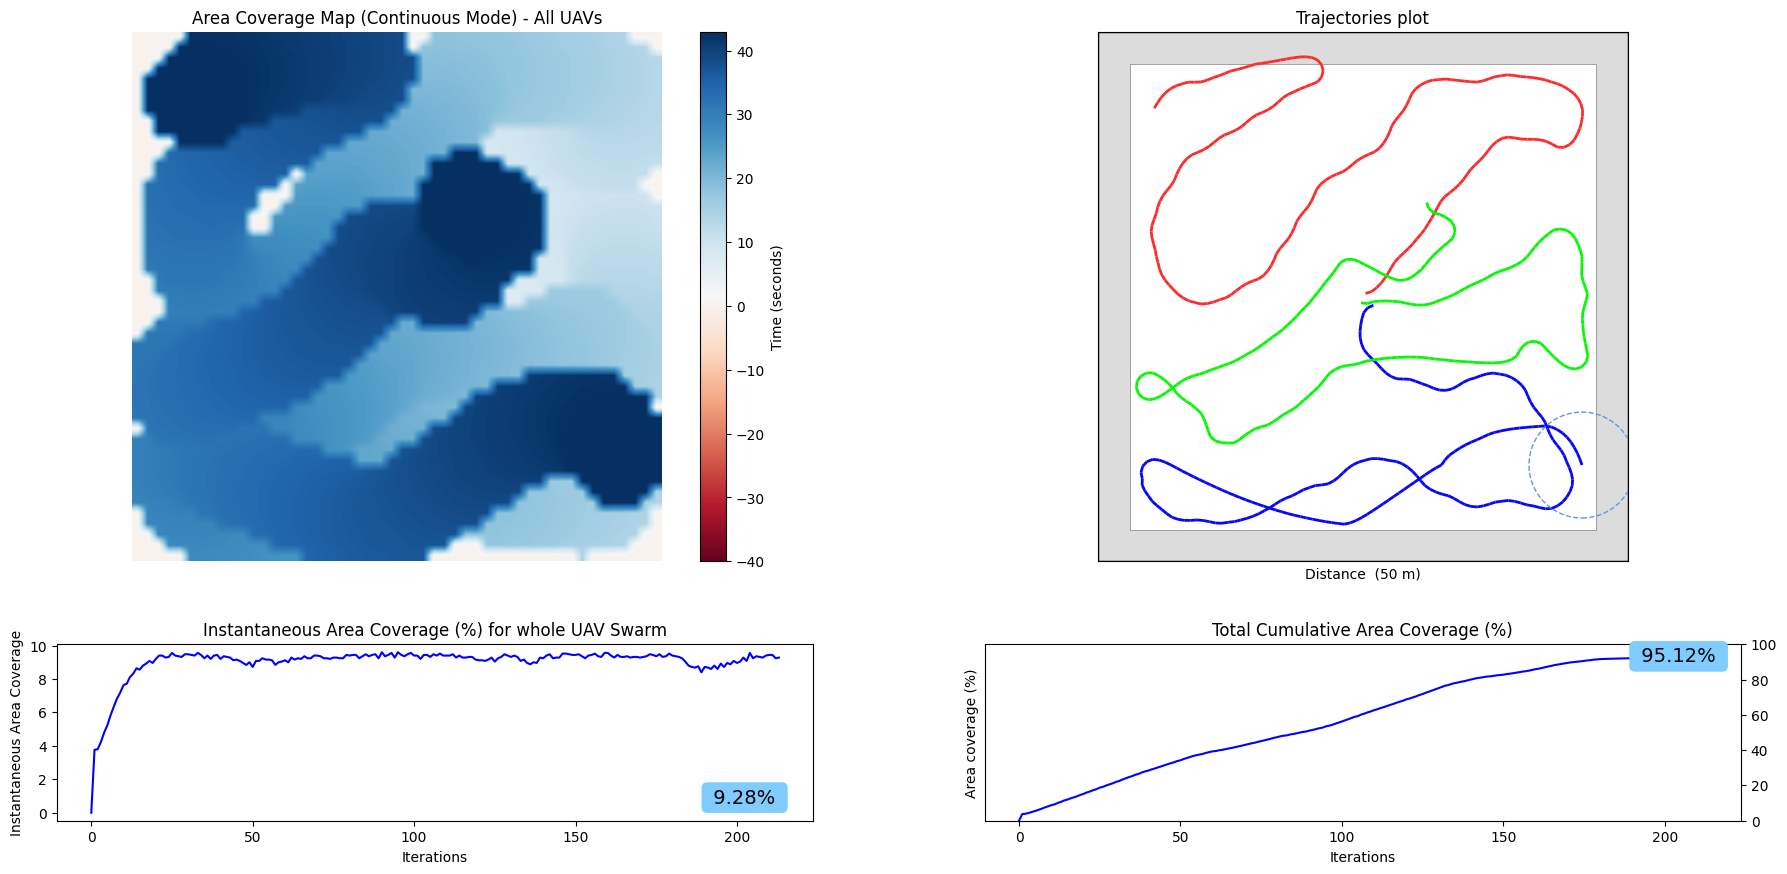 Area Coverage Map (Continuous Mode) - All UAVs
40
30
20
10
0
−10
−20
−30
−40
Time (seconds)
Trajectories plot
Distance  (50 m)
Instantaneous Area Coverage (%) for whole UAV Swarm
Instantaneous Area Coverage
10
8
6
4
2
0
9.28%
0 50 100 150 200
Iterations
Total Cumulative Area Coverage (%)
Area coverage (%)
95.12%
100
80
60
40
20
0
0 50 100 150 200
Iterations